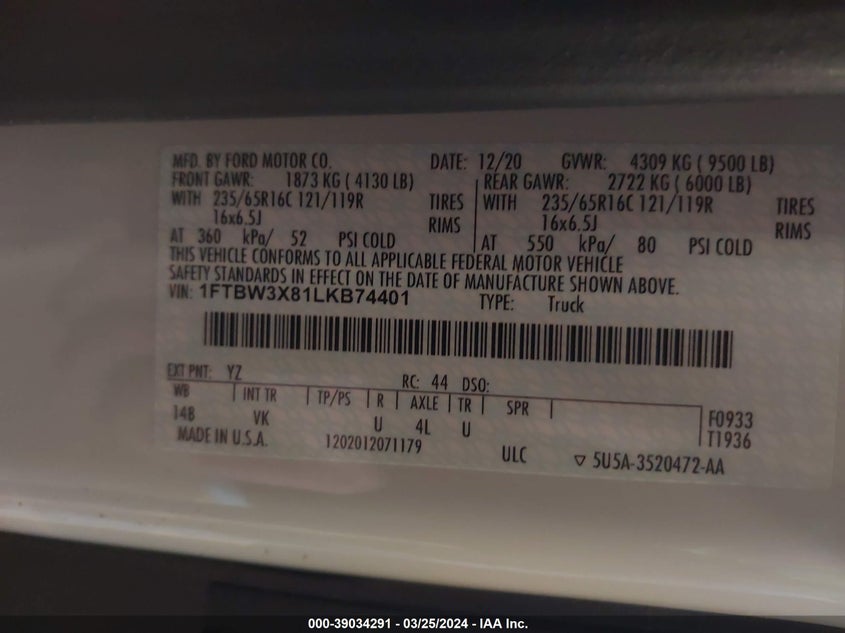 MFD. BY FORD MOTOR CO. DATE: 12/20 GVWR: 4309 KG ( 9500 LB)
FRONT GAWR: 1873 KG ( 4130 LB) REAR GAWR: 2722 KG ( 6000 LB)
WITH 235/65R16C 121/119R TIRES WITH 235/65R16C 121/119R TIRES
16x6.5J RIMS 16x6.5J RIMS
AT 360 kPa/ 52 PSI COLD AT 550 kPa/ 80 PSI COLD
THIS VEHICLE CONFORMS TO ALL APPLICABLE FEDERAL MOTOR VEHICLE
SAFETY STANDARDS IN EFFECT ON THE DATE OF MANUFACTURE SHOWN ABOVE.
VIN: 1FTBW3X81LKB74401 TYPE: Truck
EXT PNT: YZ RC: 44 DSO:
WB INT TR TP/PS R AXLE TR SPR
148 VK U 4L U F0933
T1936
MADE IN U.S.A. 1202012071179 ULC ▽ 5U5A-3520472-AA
000-39034291 - 03/25/2024 - IAA Inc.